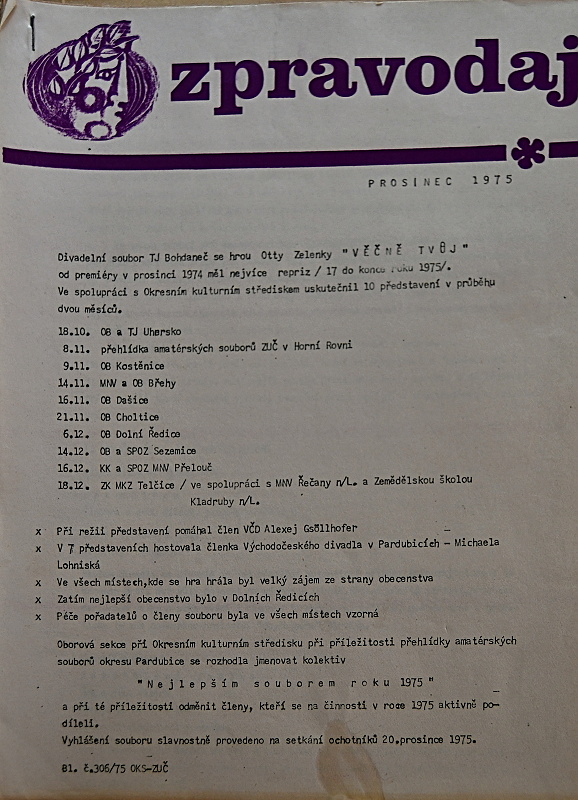 zpravodaj
PROSINEC 1975
Divadelní soubor TJ Bohdaneč se hrou Otty Zelenky "VĚČNĚ TVŮJ"
od premiéry v prosinci 1974 měl nejvíce repriz / 17 do konce roku 1975/.
Ve spolupráci s Okresním kulturním střediskem uskutečnil 10 představení v průběhu
dvou měsíců.
18.10. OB a TJ Uhersko
8.11. přehlídka amatérských souborů ZUČ v Horní Rovni
9.11. OB Kostěnice
14.11. MNV a OB Břehy
16.11. OB Dašice
21.11. OB Choltice
6.12. OB Dolní Ředice
14.12. OB a SPOZ Sezemice
16.12. KK a SPOZ MNV Přelouč
18.12. ZK MKZ Telčice / ve spolupráci s MNV Řečany n/L. a Zemědělskou školou
Kladruby n/L.
x Při režii představení pomáhal člen VČD Alexej Gsöllhofer
x V 7 představeních hostovala členka Východočeského divadla v Pardubicích - Michaela
Lohniská
x Ve všech místech,kde se hra hrála byl velký zájem ze strany obecenstva
x Zatím nejlepší obecenstvo bylo v Dolních Ředicích
x Péče pořadatelů o členy souboru byla ve všech místech vzorná
Oborová sekce při Okresním kulturním středisku při příležitosti přehlídky amatérských
souborů okresu Pardubice se rozhodla jmenovat kolektiv
"Nejlepším souborem roku 1975"
a při té příležitosti odměnit členy, kteří se na činnosti v roce 1975 aktivně po-
díleli.
Vyhlášení souboru slavnostně provedeno na setkání ochotníků 20.prosince 1975.
Bl. č.306/75 OKS-ZUČ